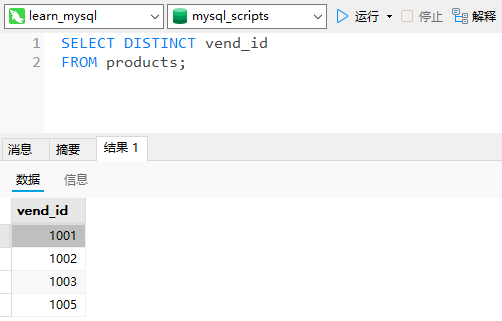 learn_mysql mysql_scripts 运行 停止 解释
1 SELECT DISTINCT vend_id
2 FROM products;
消息 摘要 结果 1
数据 信息
vend_id
1001
1002
1003
1005